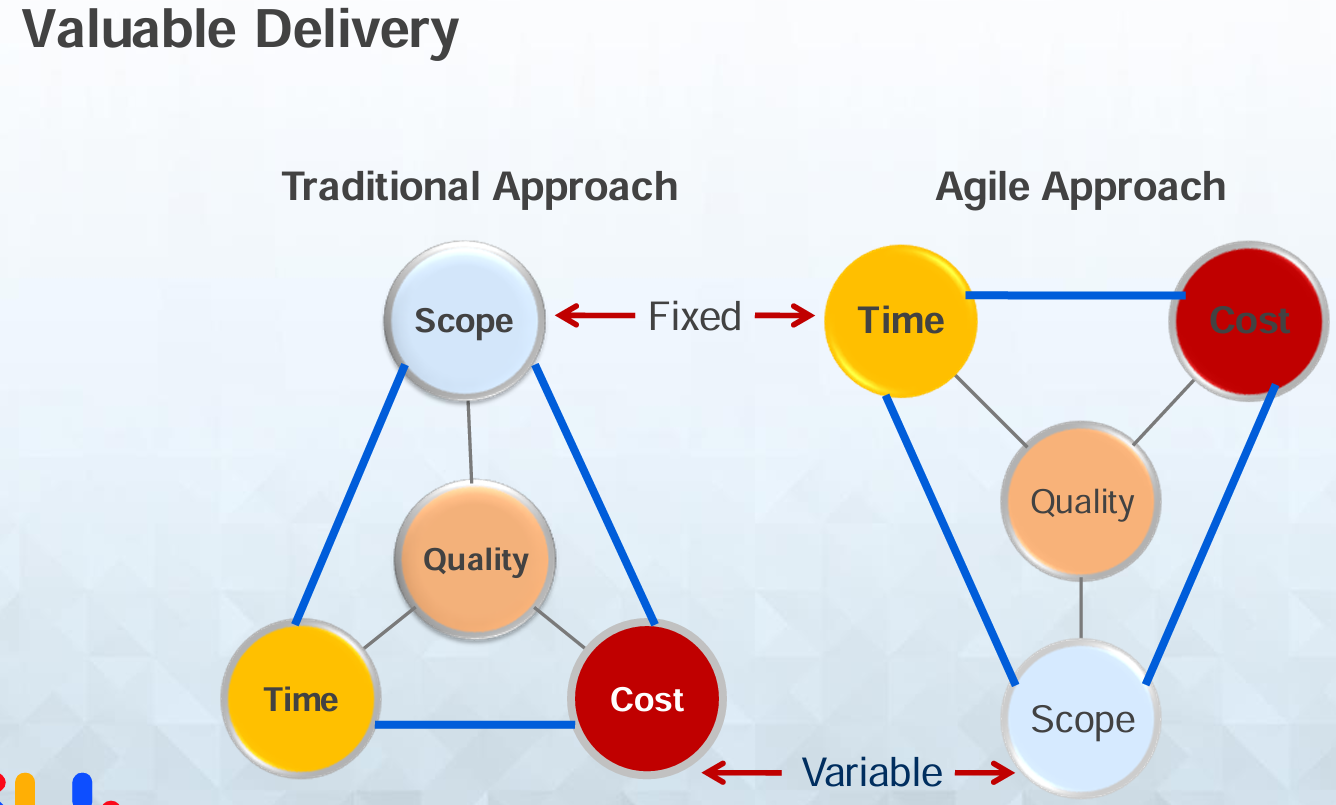 Valuable Delivery
Traditional Approach
Agile Approach
Scope
Fixed
Time
Cost
Quality
Quality
Time
Cost
Scope
Variable